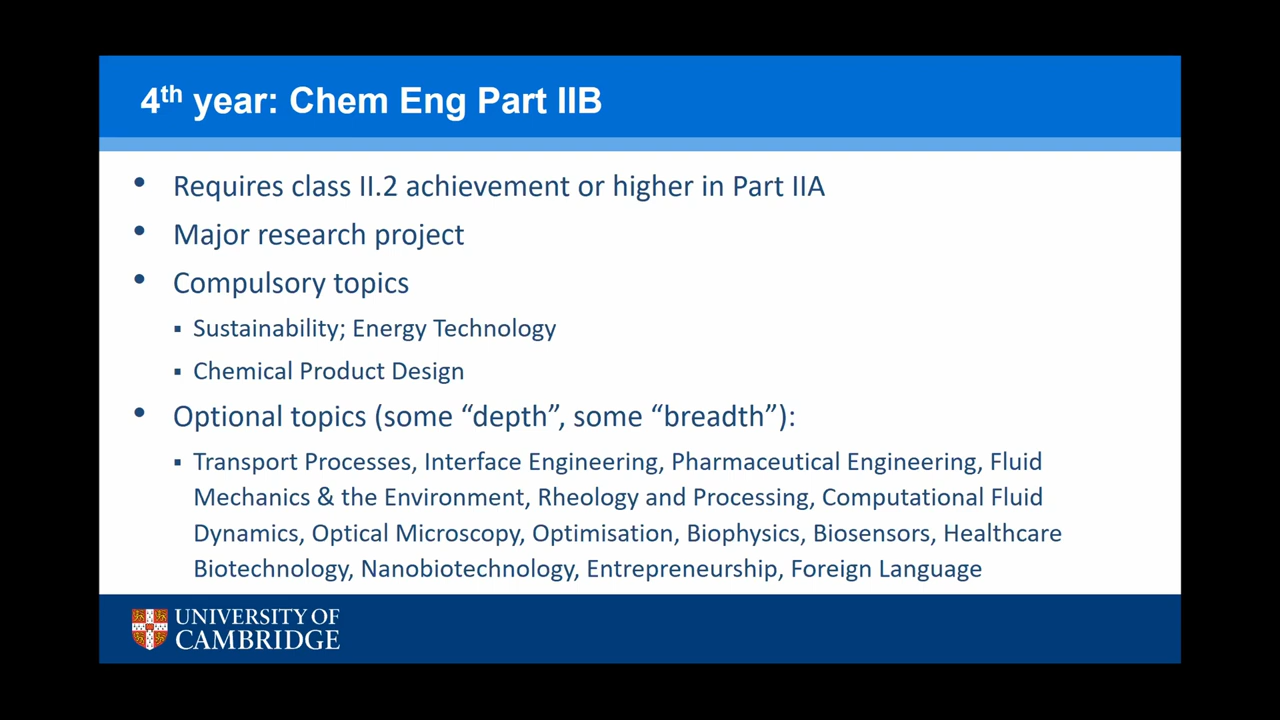 4th year: Chem Eng Part IIB
• Requires class II.2 achievement or higher in Part IIA
• Major research project
• Compulsory topics
▪ Sustainability; Energy Technology
▪ Chemical Product Design
• Optional topics (some “depth”, some “breadth”):
▪ Transport Processes, Interface Engineering, Pharmaceutical Engineering, Fluid
Mechanics & the Environment, Rheology and Processing, Computational Fluid
Dynamics, Optical Microscopy, Optimisation, Biophysics, Biosensors, Healthcare
Biotechnology, Nanobiotechnology, Entrepreneurship, Foreign Language
UNIVERSITY OF
CAMBRIDGE